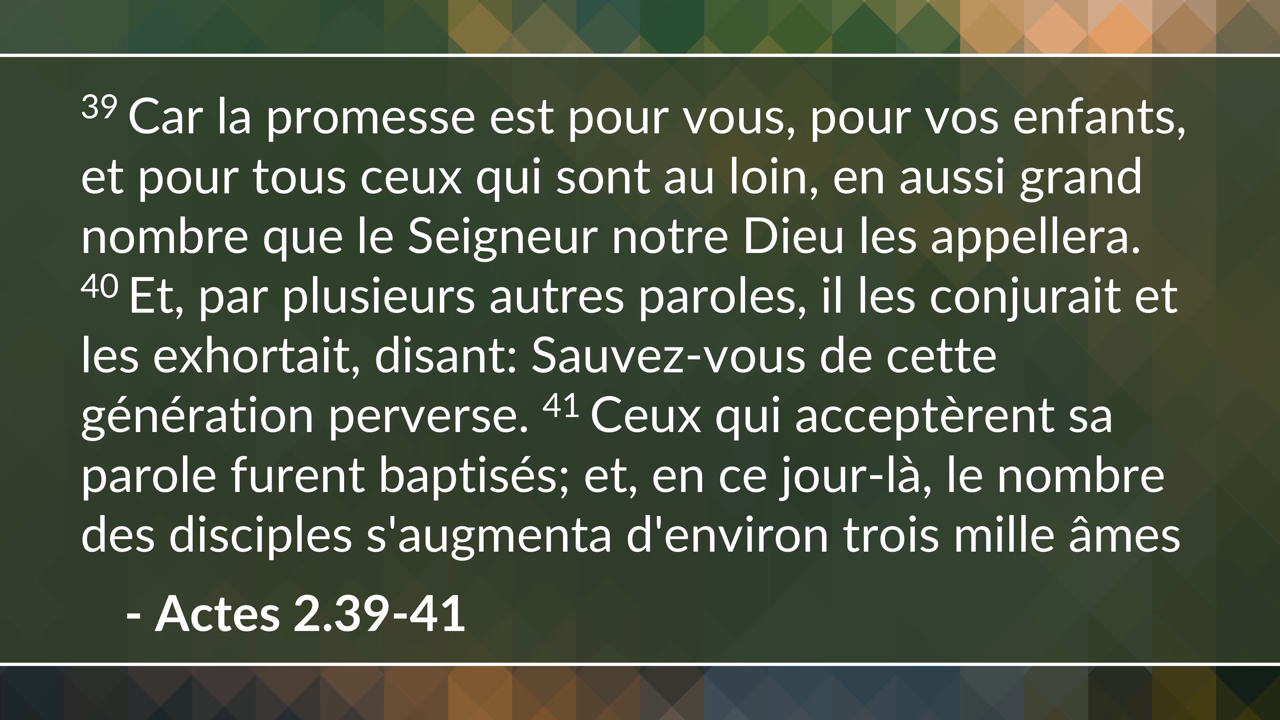 39 Car la promesse est pour vous, pour vos enfants,
et pour tous ceux qui sont au loin, en aussi grand
nombre que le Seigneur notre Dieu les appellera.
40 Et, par plusieurs autres paroles, il les conjurait et
les exhortait, disant: Sauvez-vous de cette
génération perverse. 41 Ceux qui acceptèrent sa
parole furent baptisés; et, en ce jour-là, le nombre
des disciples s'augmenta d'environ trois mille âmes
- Actes 2.39-41